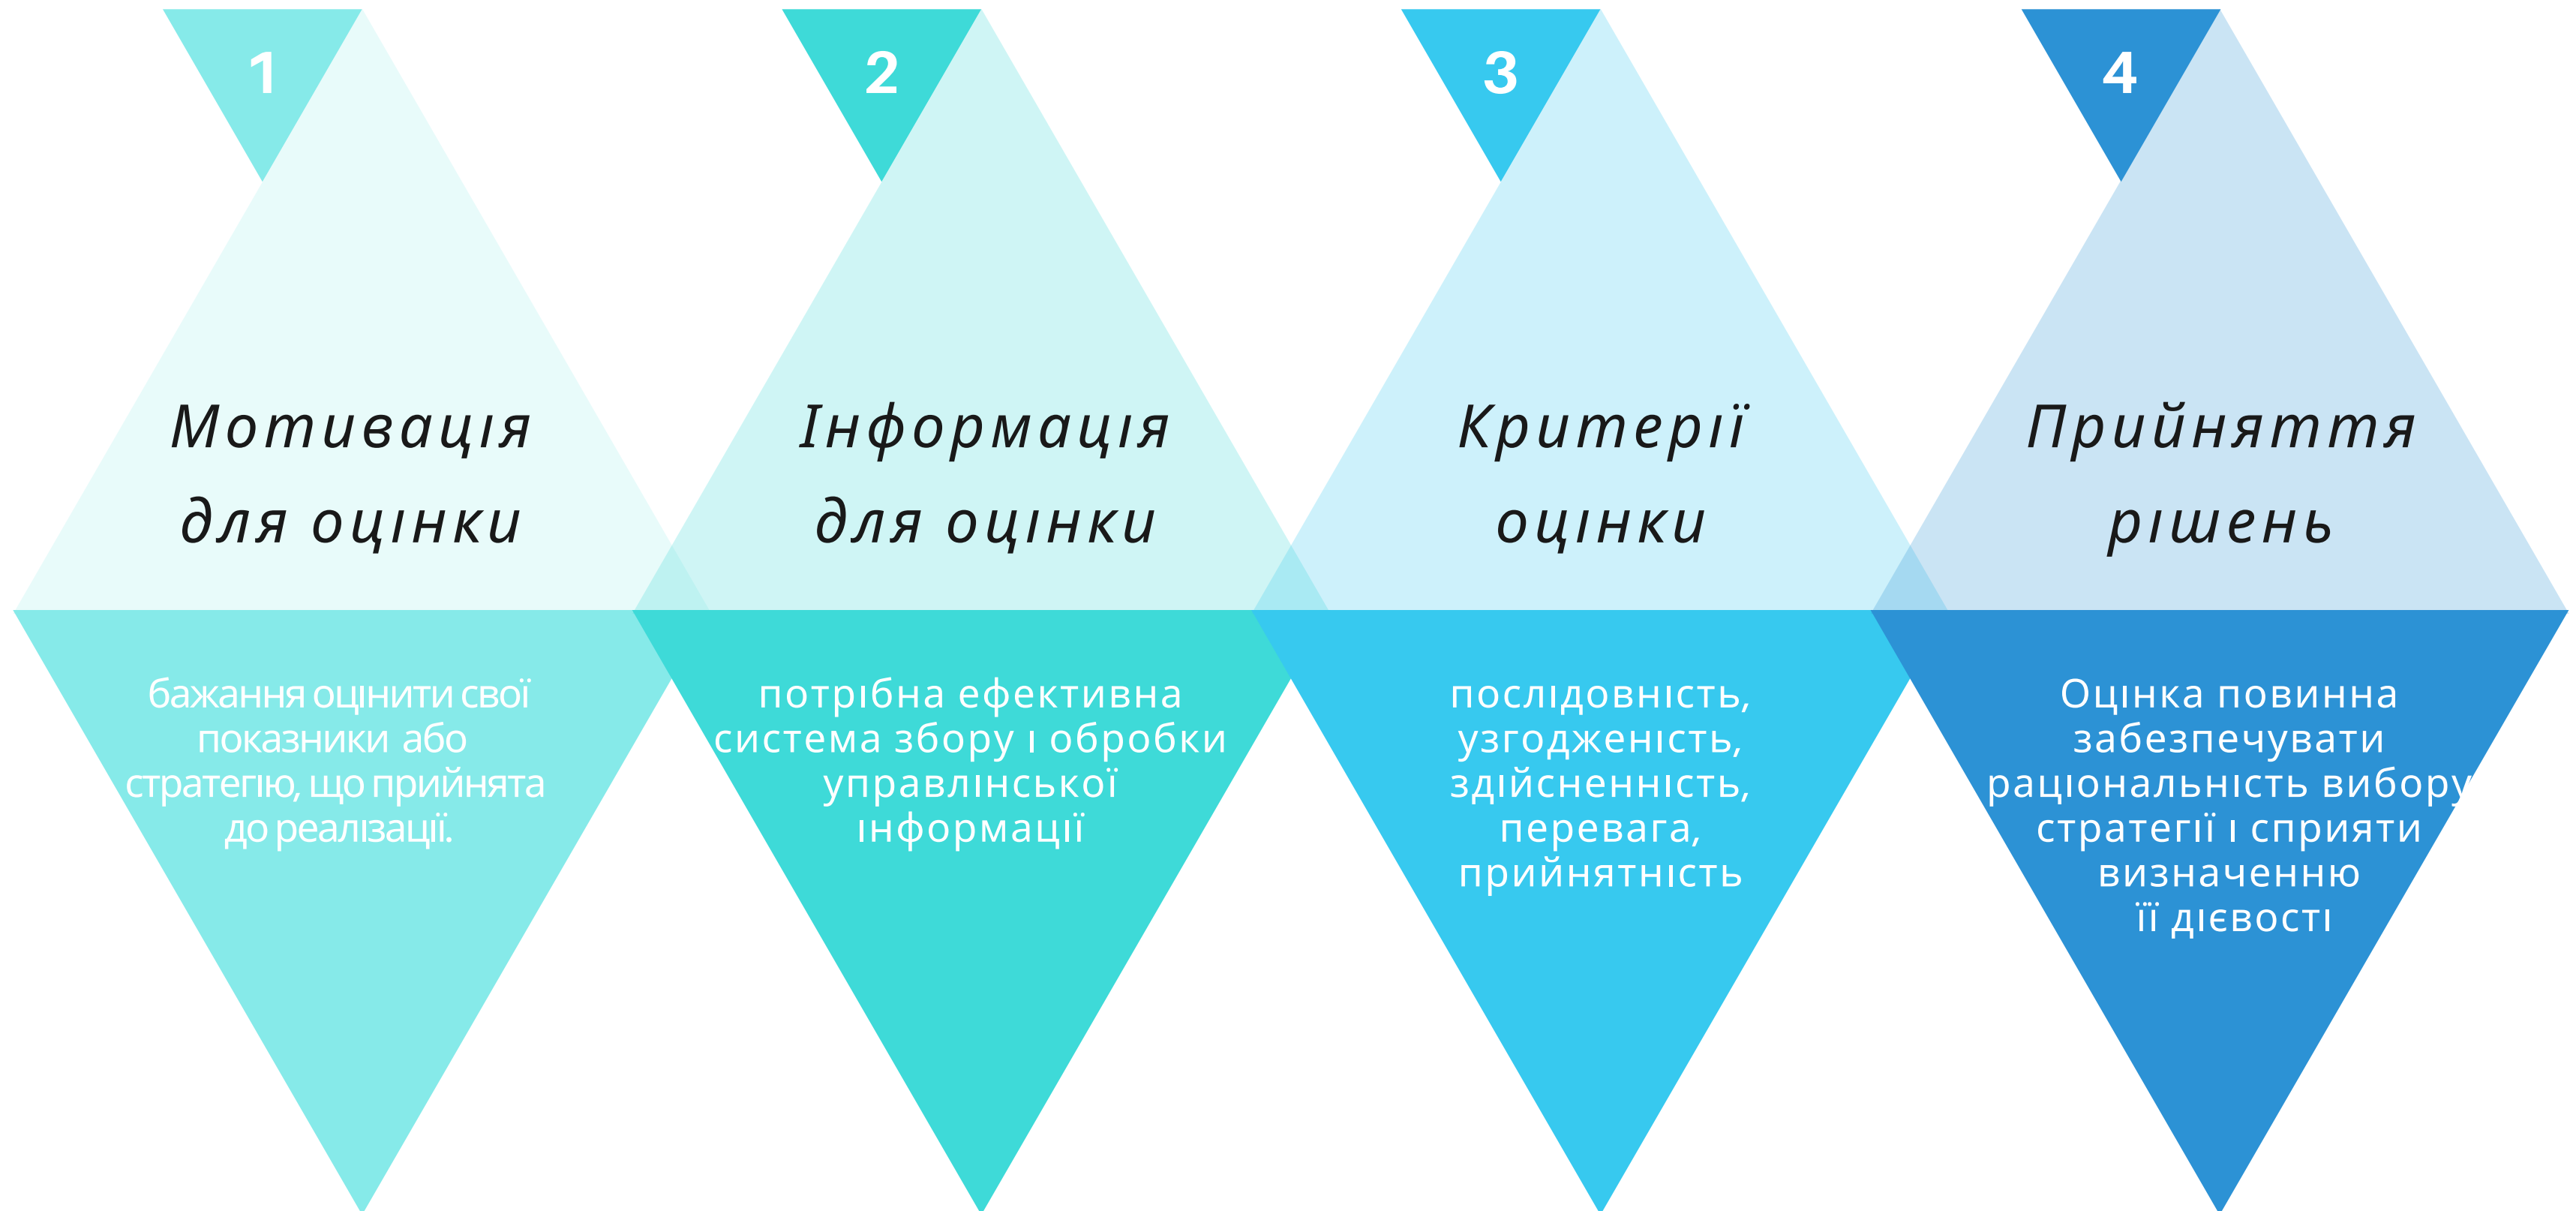 1
Мотивація
для оцінки
бажання оцінити свої
показники або
стратегію, що прийнята
до реалізації.
2
Інформація
для оцінки
потрібна ефективна
система збору і обробки
управлінської
інформації
3
Критерії
оцінки
послідовність,
узгодженість,
здійсненність,
перевага,
прийнятність
4
Прийняття
рішень
Оцінка повинна
забезпечувати
раціональність вибору
стратегії і сприяти
визначенню
її дієвості